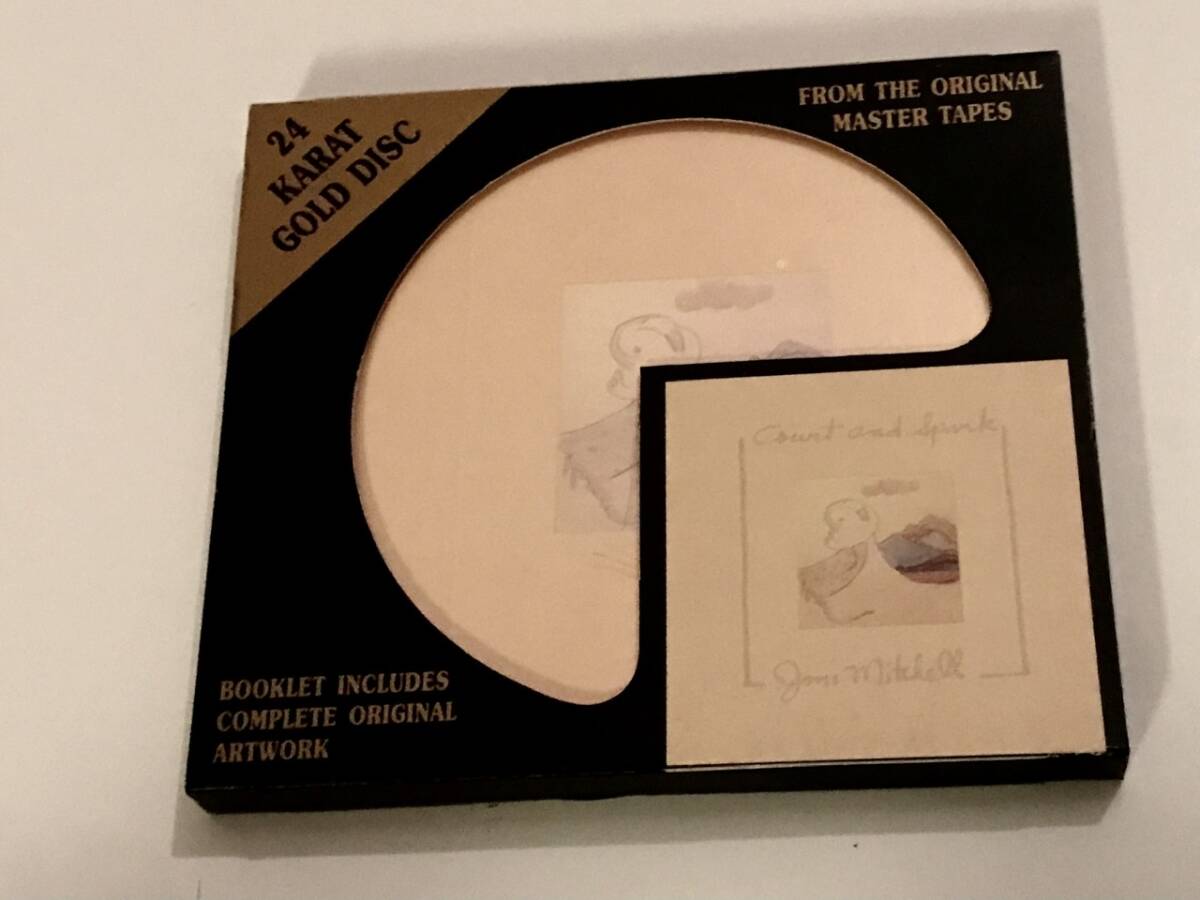 24
KARAT
GOLD DISC
FROM THE ORIGINAL
MASTER TAPES
Court and Spark
Joni Mitchell
BOOKLET INCLUDES
COMPLETE ORIGINAL
ARTWORK